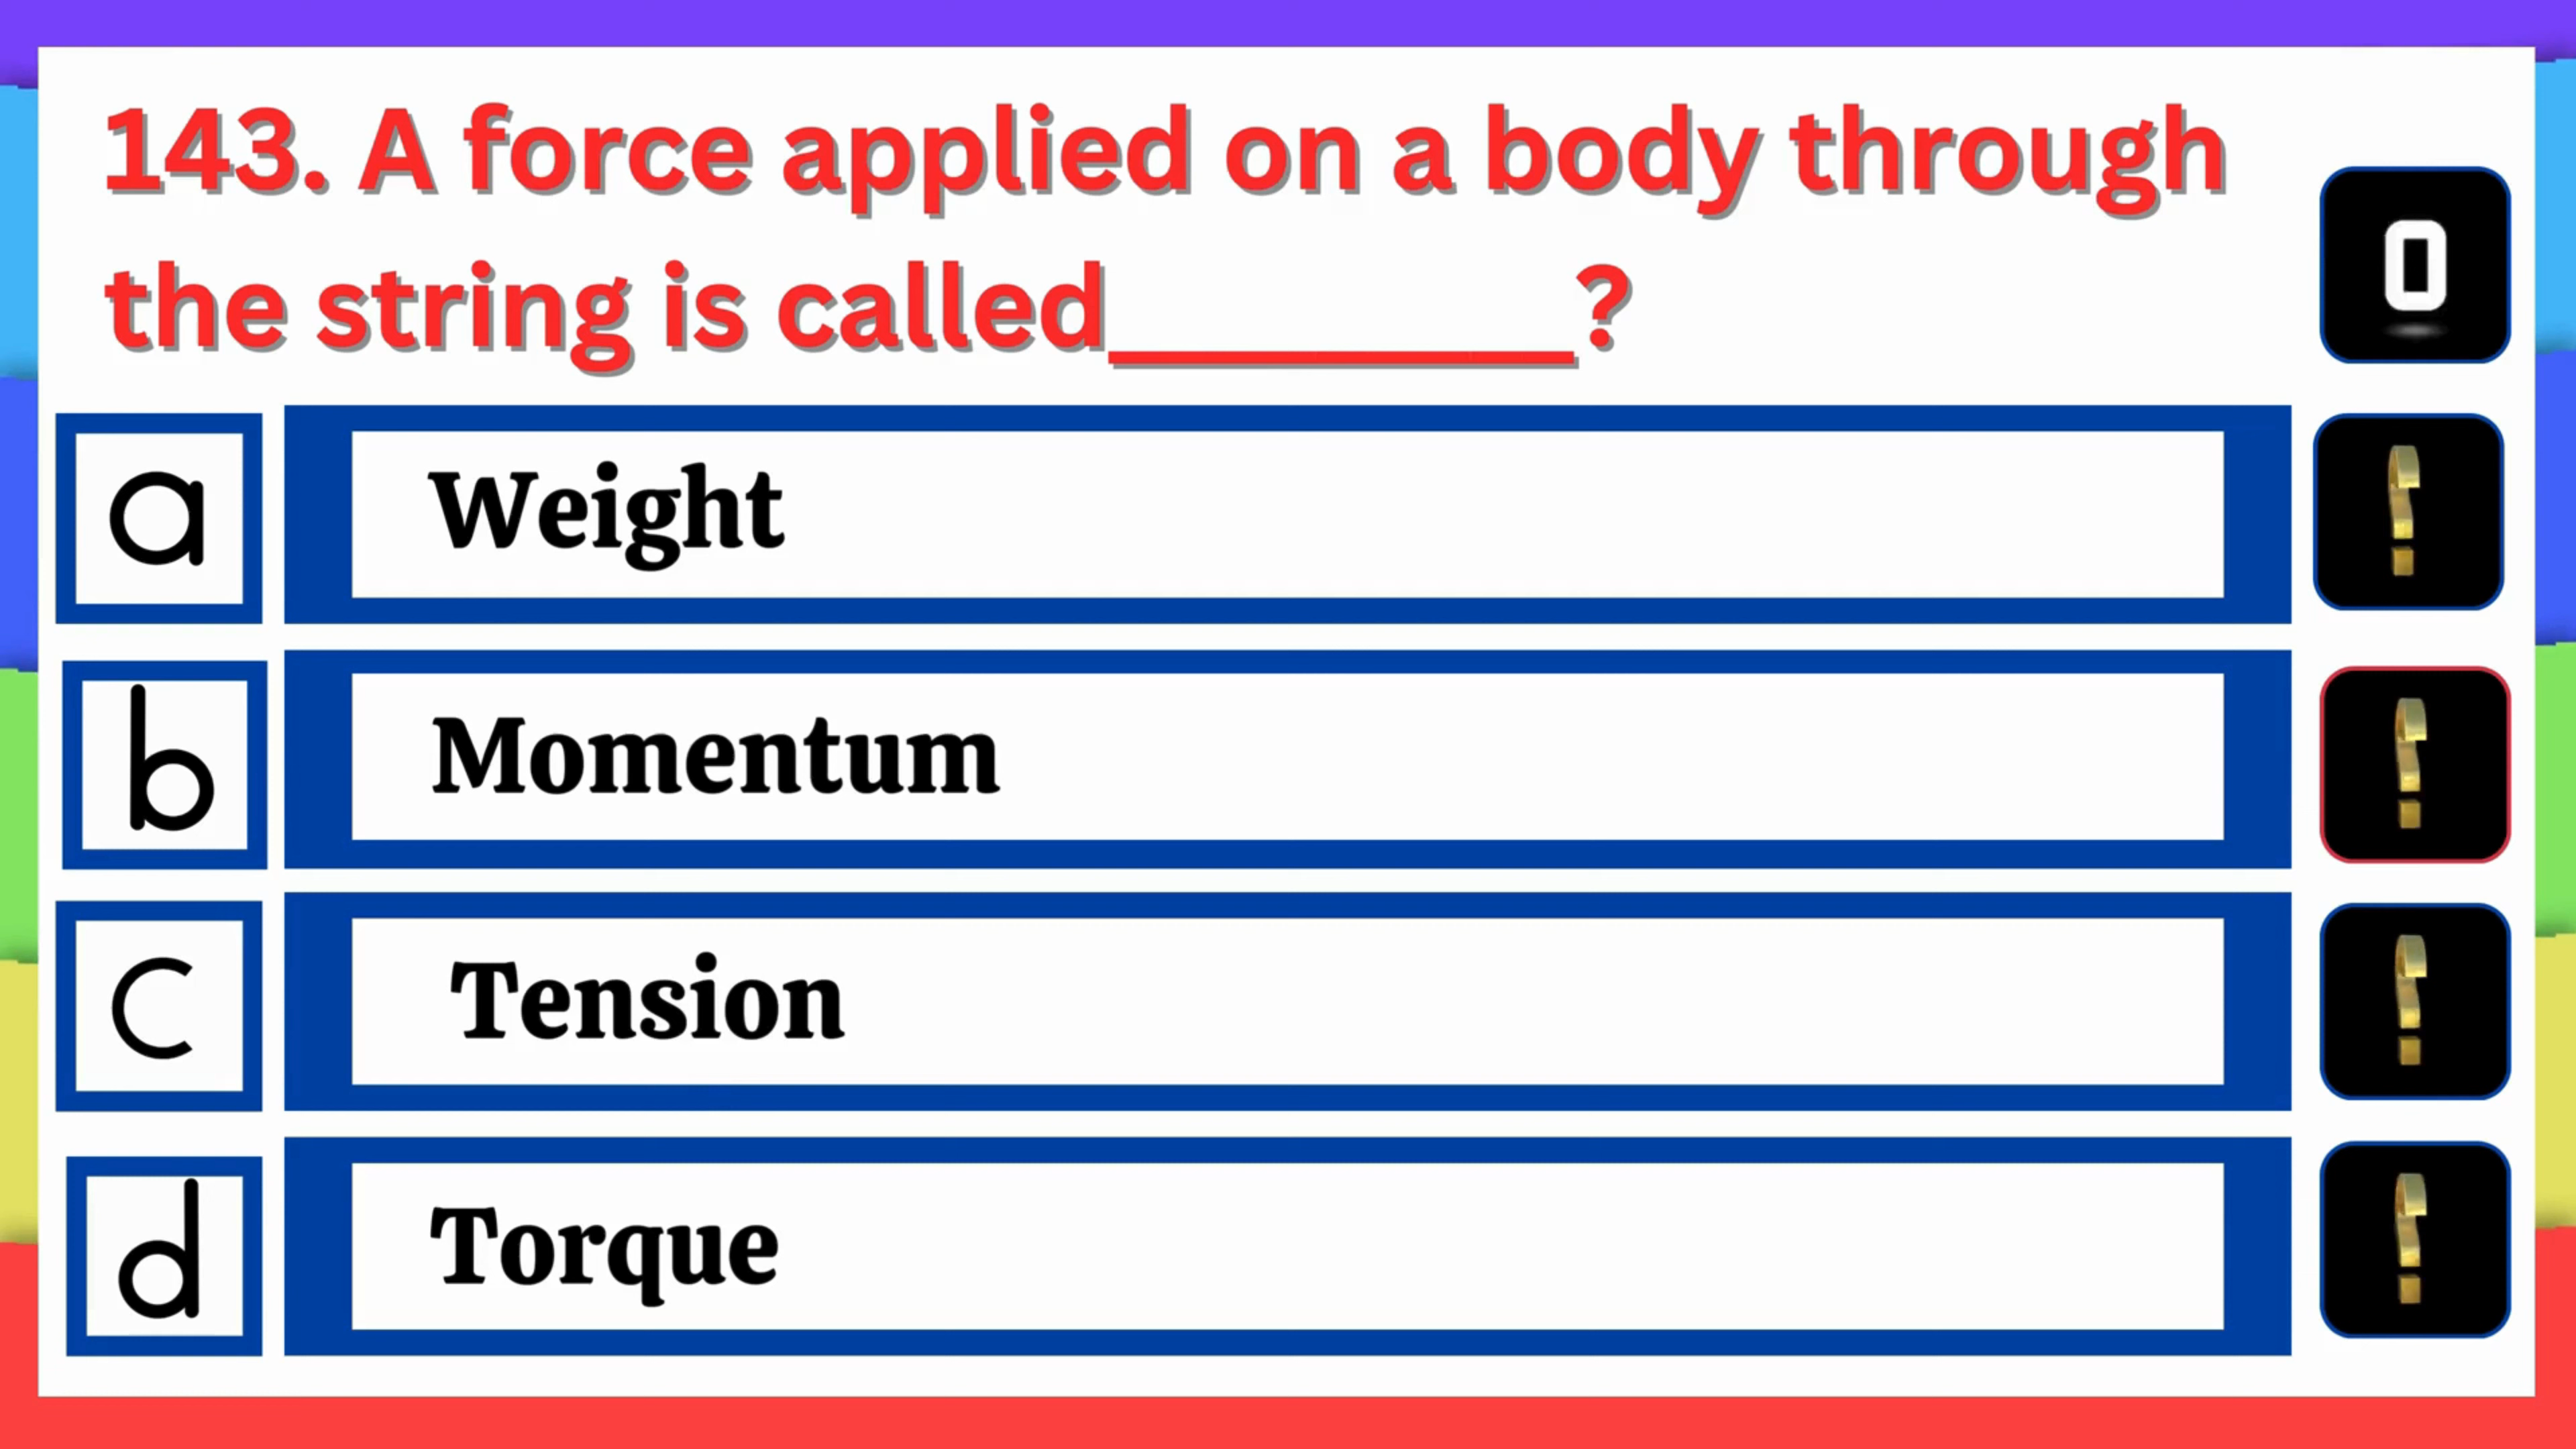 143. A force applied on a body through
the string is called________?
0
a Weight
b Momentum
c Tension
d Torque